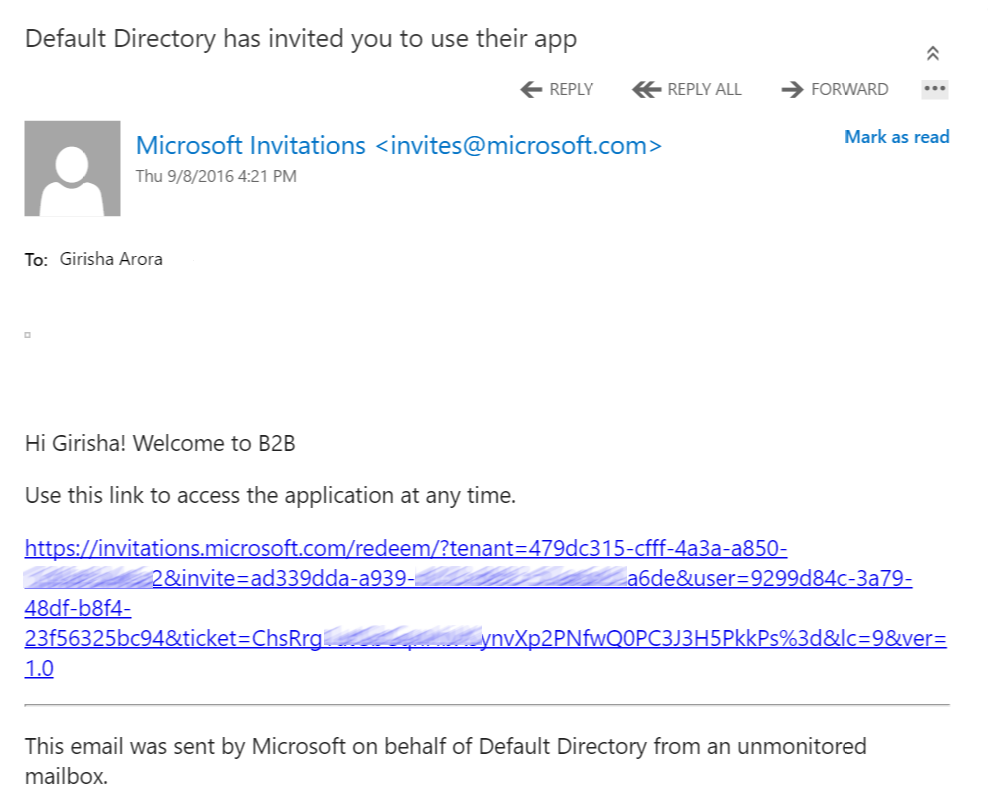 Default Directory has invited you to use their app
REPLY REPLY ALL FORWARD
Microsoft Invitations <invites@microsoft.com> Mark as read
Thu 9/8/2016 4:21 PM
To: Girisha Arora
Hi Girisha! Welcome to B2B
Use this link to access the application at any time.
https://invitations.microsoft.com/redeem/?tenant=479dc315-cfff-4a3a-a850-
2&invite=ad339dda-a939- a6de&user=9299d84c-3a79-
48df-b8f4-
23f56325bc94&ticket=ChsRrg ynvXp2PNfwQ0PC3J3H5PkkPs%3d&lc=9&ver=
1.0
This email was sent by Microsoft on behalf of Default Directory from an unmonitored
mailbox.